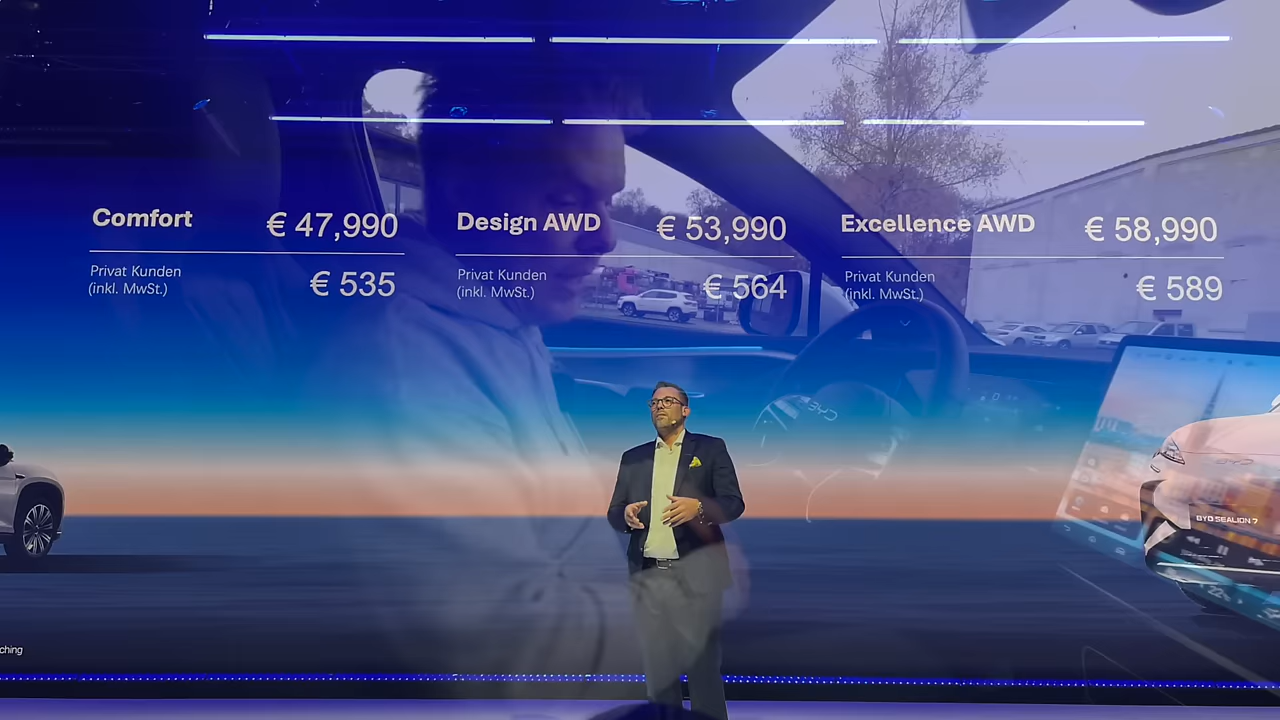 Comfort
€ 47,990
Privat Kunden
(inkl. MwSt.)
€ 535
Design AWD
€ 53,990
Privat Kunden
(inkl. MwSt.)
€ 564
Excellence AWD
€ 58,990
Privat Kunden
(inkl. MwSt.)
€ 589
BYD
BYD SEALION 7
ching